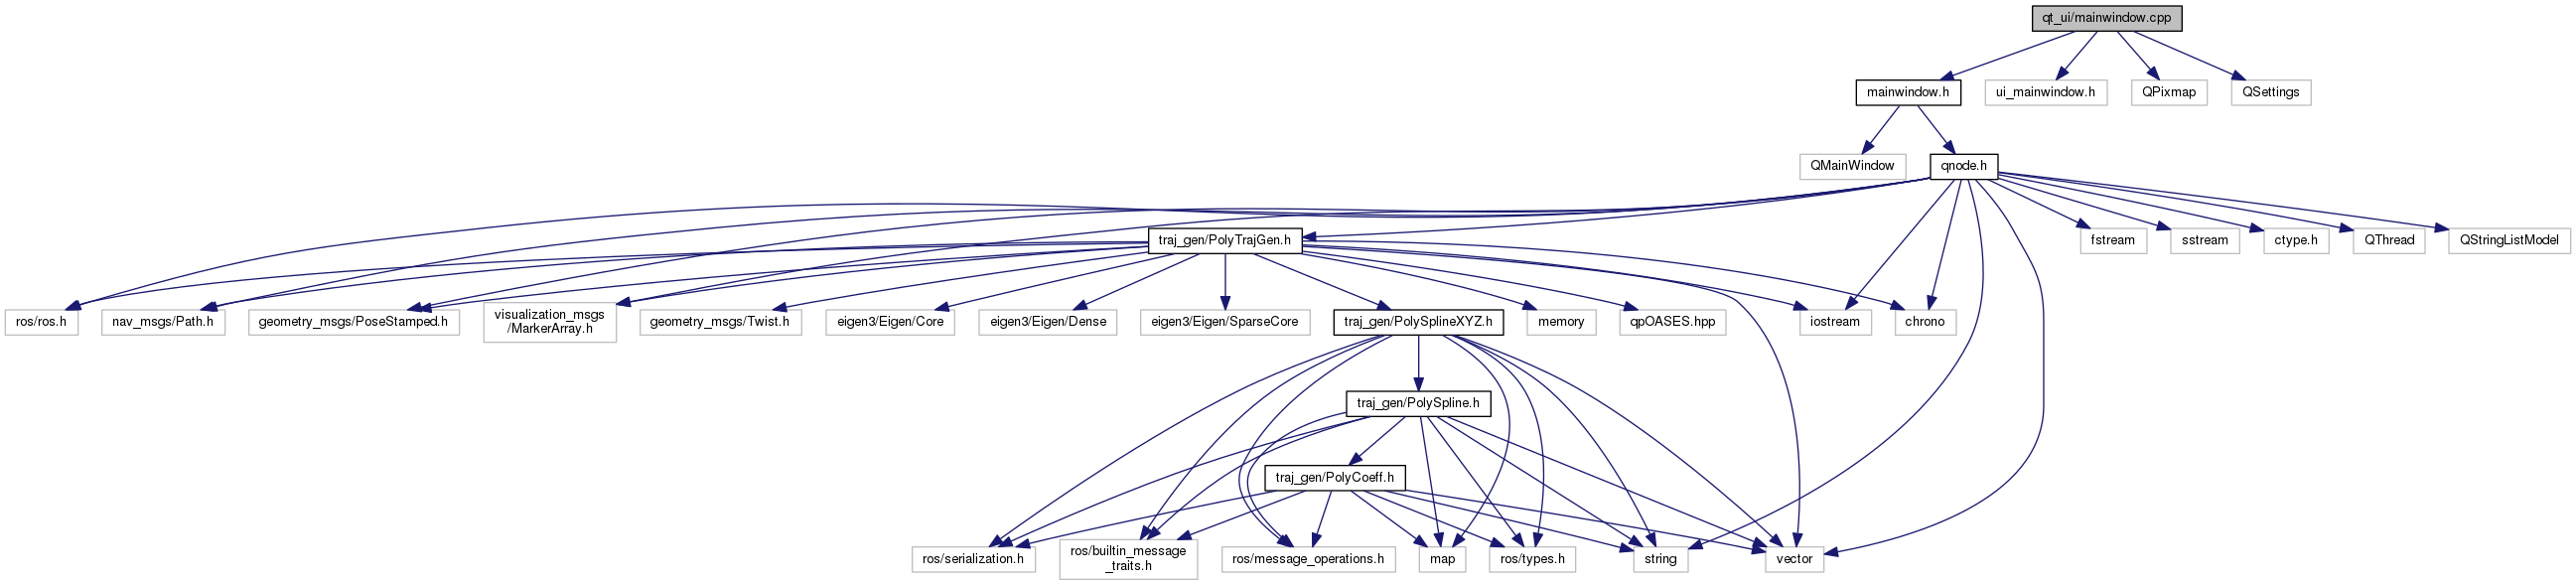 qt_ui/mainwindow.cpp
mainwindow.h
ui_mainwindow.h
QPixmap
QSettings
QMainWindow
qnode.h
traj_gen/PolyTrajGen.h
fstream
sstream
ctype.h
QThread
QStringListModel
ros/ros.h
nav_msgs/Path.h
geometry_msgs/PoseStamped.h
visualization_msgs
/MarkerArray.h
geometry_msgs/Twist.h
eigen3/Eigen/Core
eigen3/Eigen/Dense
eigen3/Eigen/SparseCore
traj_gen/PolySplineXYZ.h
memory
qpOASES.hpp
iostream
chrono
traj_gen/PolySpline.h
traj_gen/PolyCoeff.h
ros/serialization.h
ros/builtin_message
_traits.h
ros/message_operations.h
map
ros/types.h
string
vector